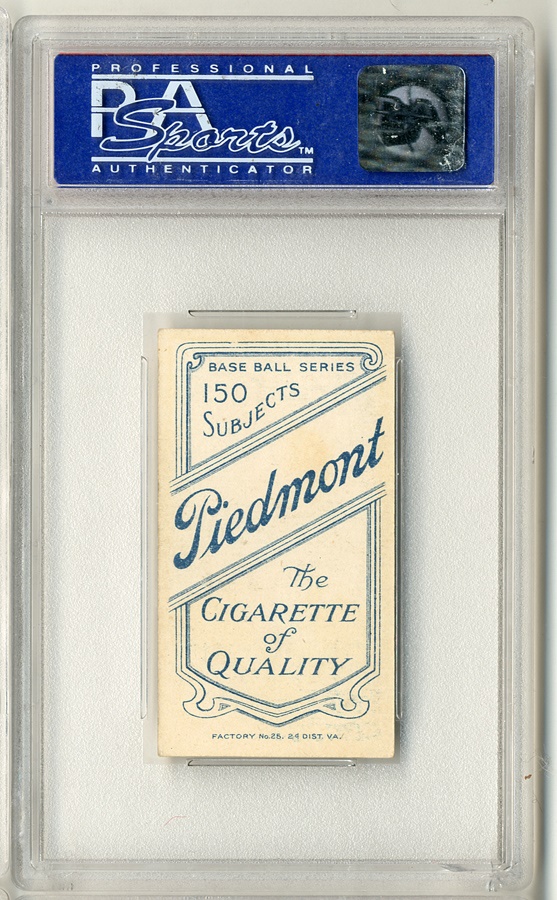 PROFESSIONAL
PSA
Sports™
AUTHENTICATOR
BASE BALL SERIES
150
SUBJECTS
Piedmont
The
CIGARETTE
of
QUALITY
FACTORY No. 25. 24 DIST. VA.